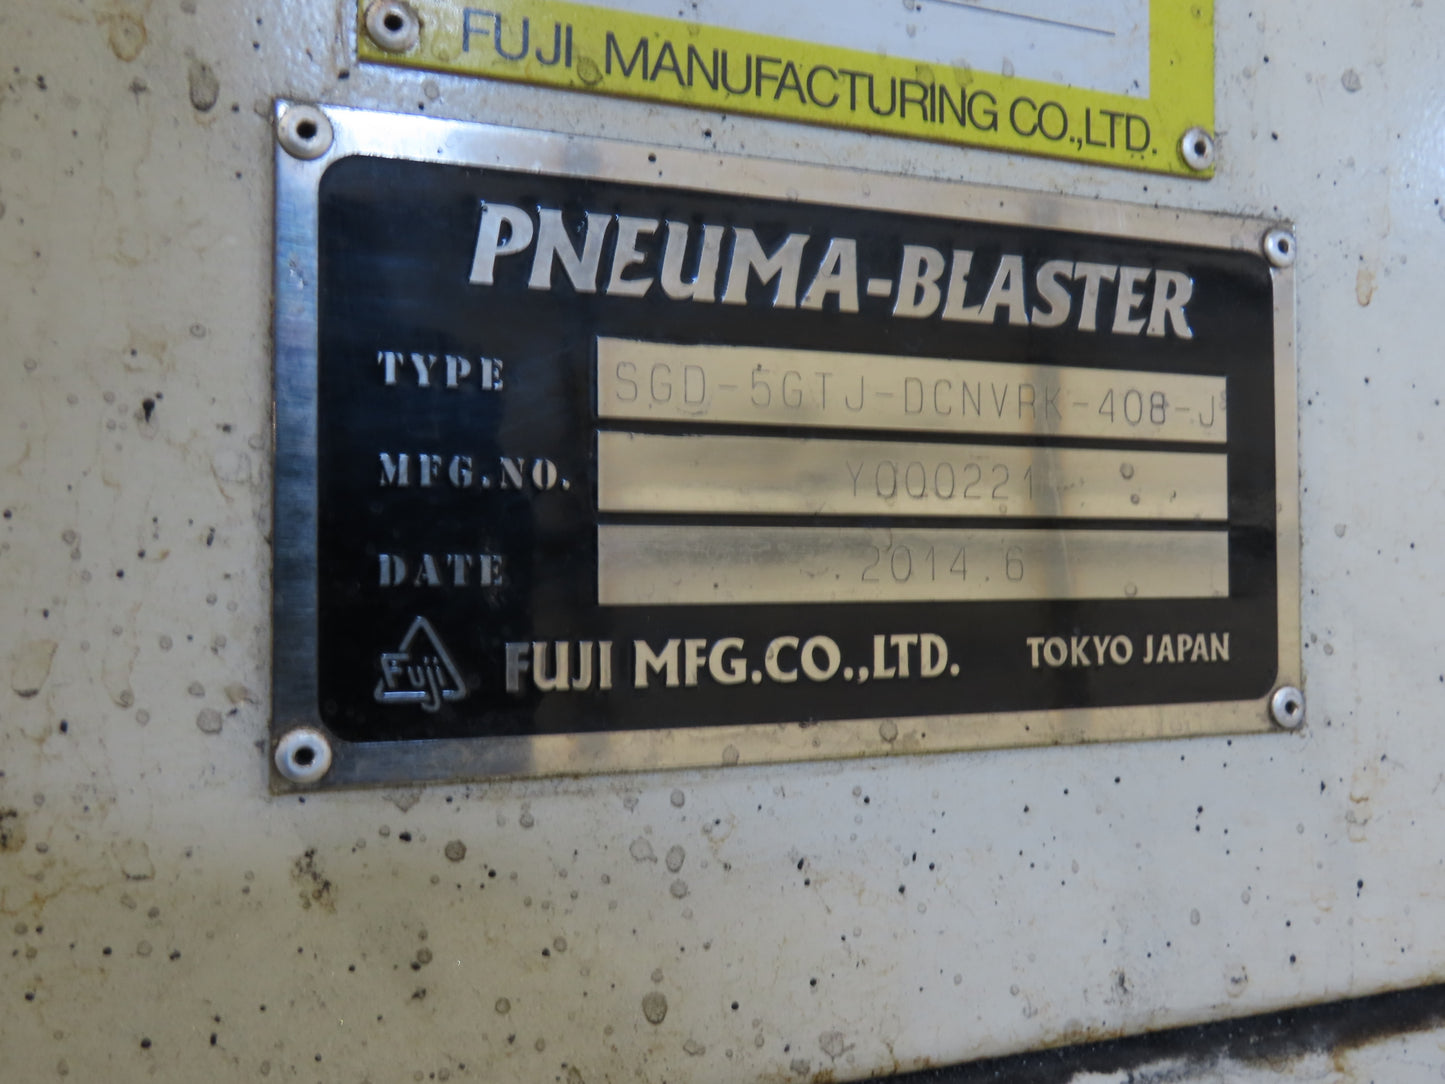 FUJI MANUFACTURING CO.,LTD.
PNEUMA-BLASTER
TYPE SGD-5GTJ-DCNVRK-408-J
MFG.NO. Y000221
DATE 2014.6
Fuji FUJI MFG.CO.,LTD. TOKYO JAPAN